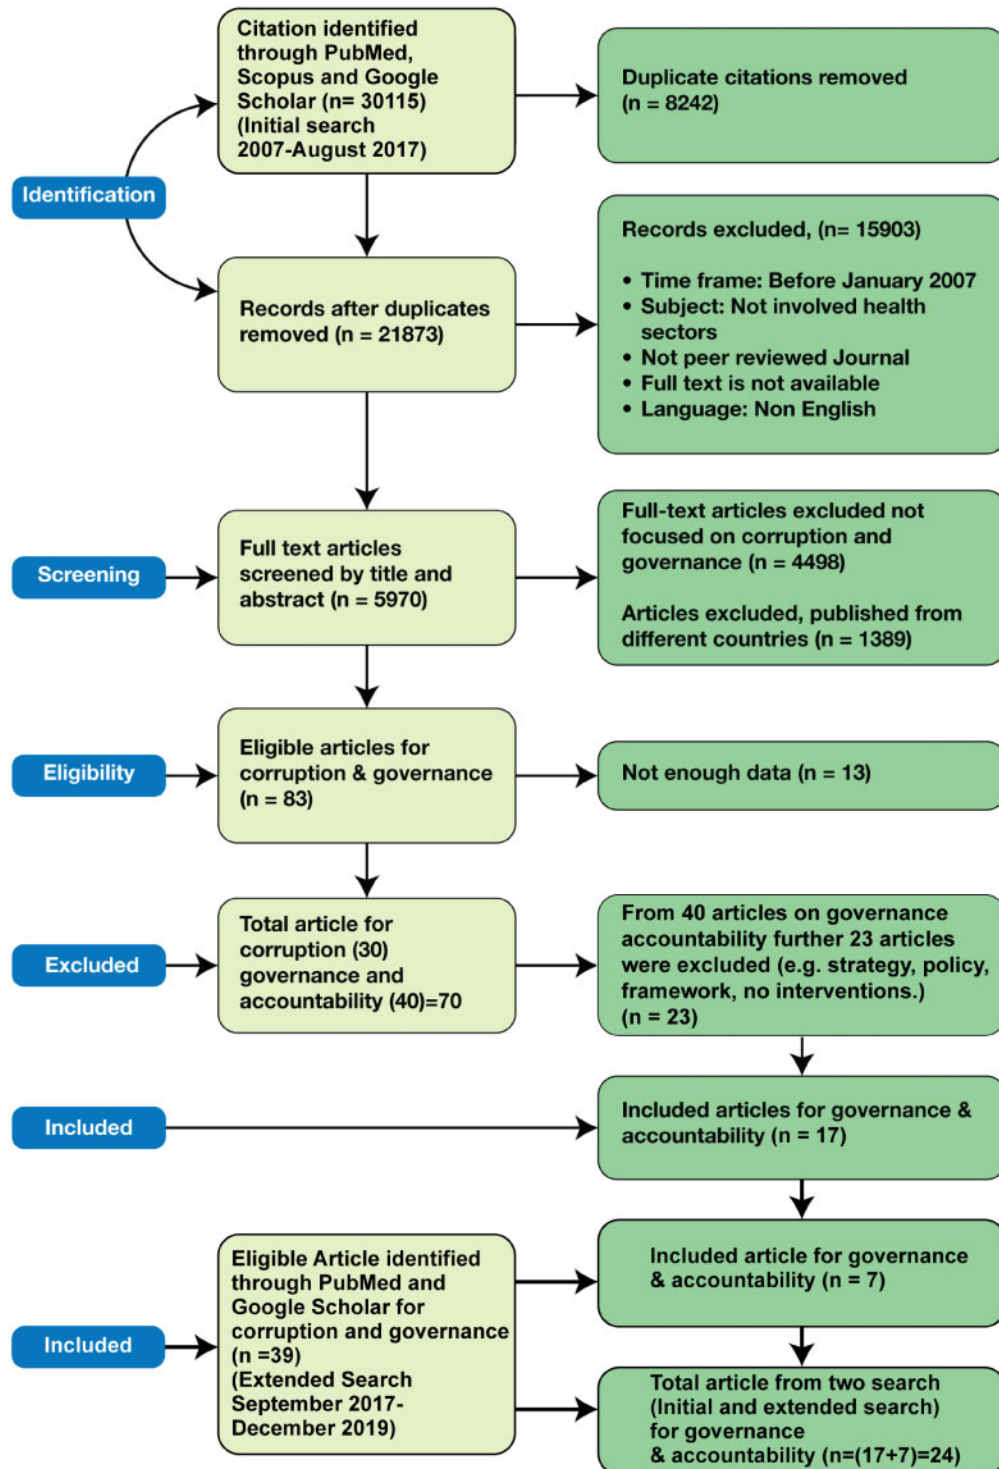 Citation identified
through PubMed,
Scopus and Google
Scholar (n= 30115)
(Initial search
2007-August 2017)
Duplicate citations removed
(n = 8242)
Identification
Records after duplicates
removed (n = 21873)
Records excluded, (n= 15903)
• Time frame: Before January 2007
• Subject: Not involved health
sectors
• Not peer reviewed Journal
• Full text is not available
• Language: Non English
Screening
Full text articles
screened by title and
abstract (n = 5970)
Full-text articles excluded not
focused on corruption and
governance (n = 4498)
Articles excluded, published from
different countries (n = 1389)
Eligibility
Eligible articles for
corruption & governance
(n = 83)
Not enough data (n = 13)
Excluded
Total article for
corruption (30)
governance and
accountability (40)=70
From 40 articles on governance
accountability further 23 articles
were excluded (e.g. strategy, policy,
framework, no interventions.)
(n = 23)
Included
Included articles for governance &
accountability (n = 17)
Included
Eligible Article identified
through PubMed and
Google Scholar for
corruption and governance
(n =39)
(Extended Search
September 2017-
December 2019)
Included article for governance
& accountability (n = 7)
Total article from two search
(Initial and extended search)
for governance
& accountability (n=(17+7)=24)